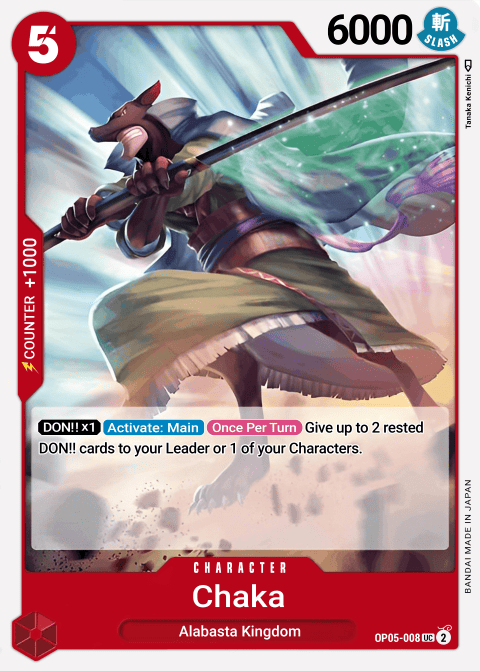 5
6000
斬
SLASH
Tanaka Kenichi
COUNTER +1000
DON!! x1 Activate: Main Once Per Turn Give up to 2 rested
DON!! cards to your Leader or 1 of your Characters.
BANDAI MADE IN JAPAN
CHARACTER
Chaka
Alabasta Kingdom
OP05-008 UC 2